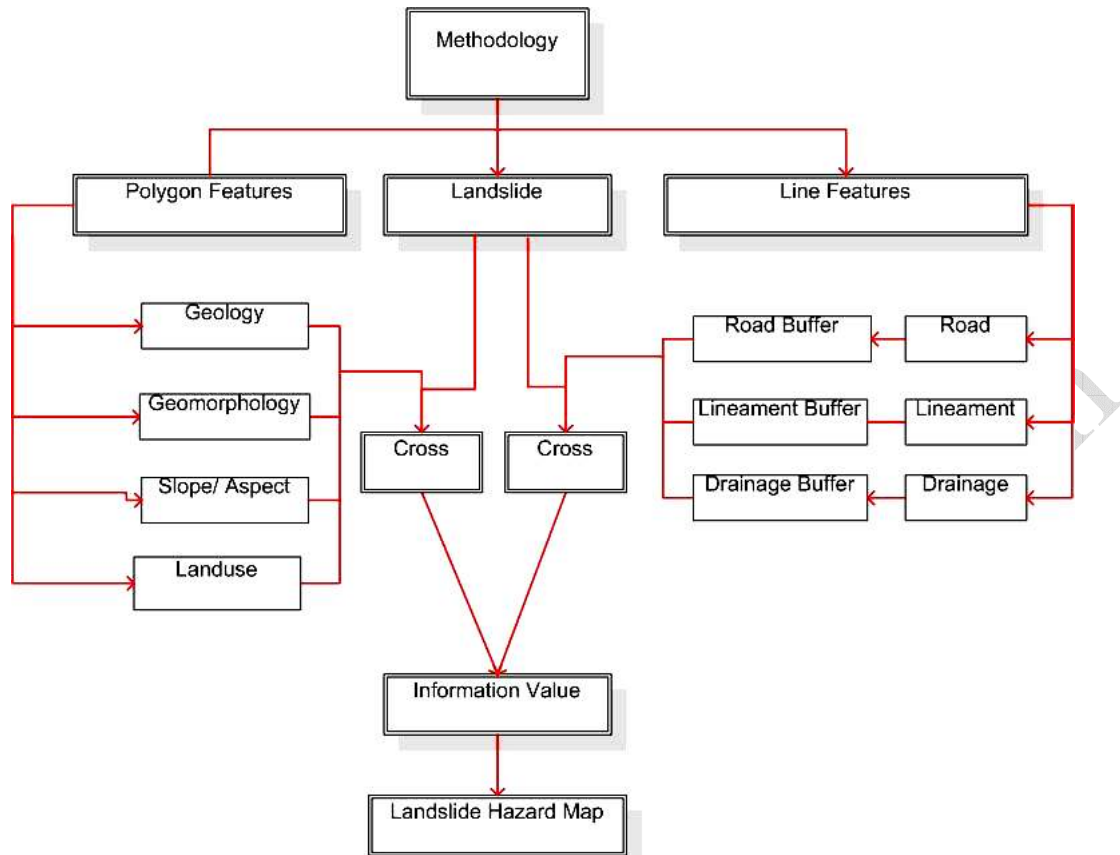 Methodology
Polygon Features
Landslide
Line Features
Geology
Geomorphology
Slope/ Aspect
Landuse
Cross
Cross
Road Buffer
Road
Lineament Buffer
Lineament
Drainage Buffer
Drainage
Information Value
Landslide Hazard Map